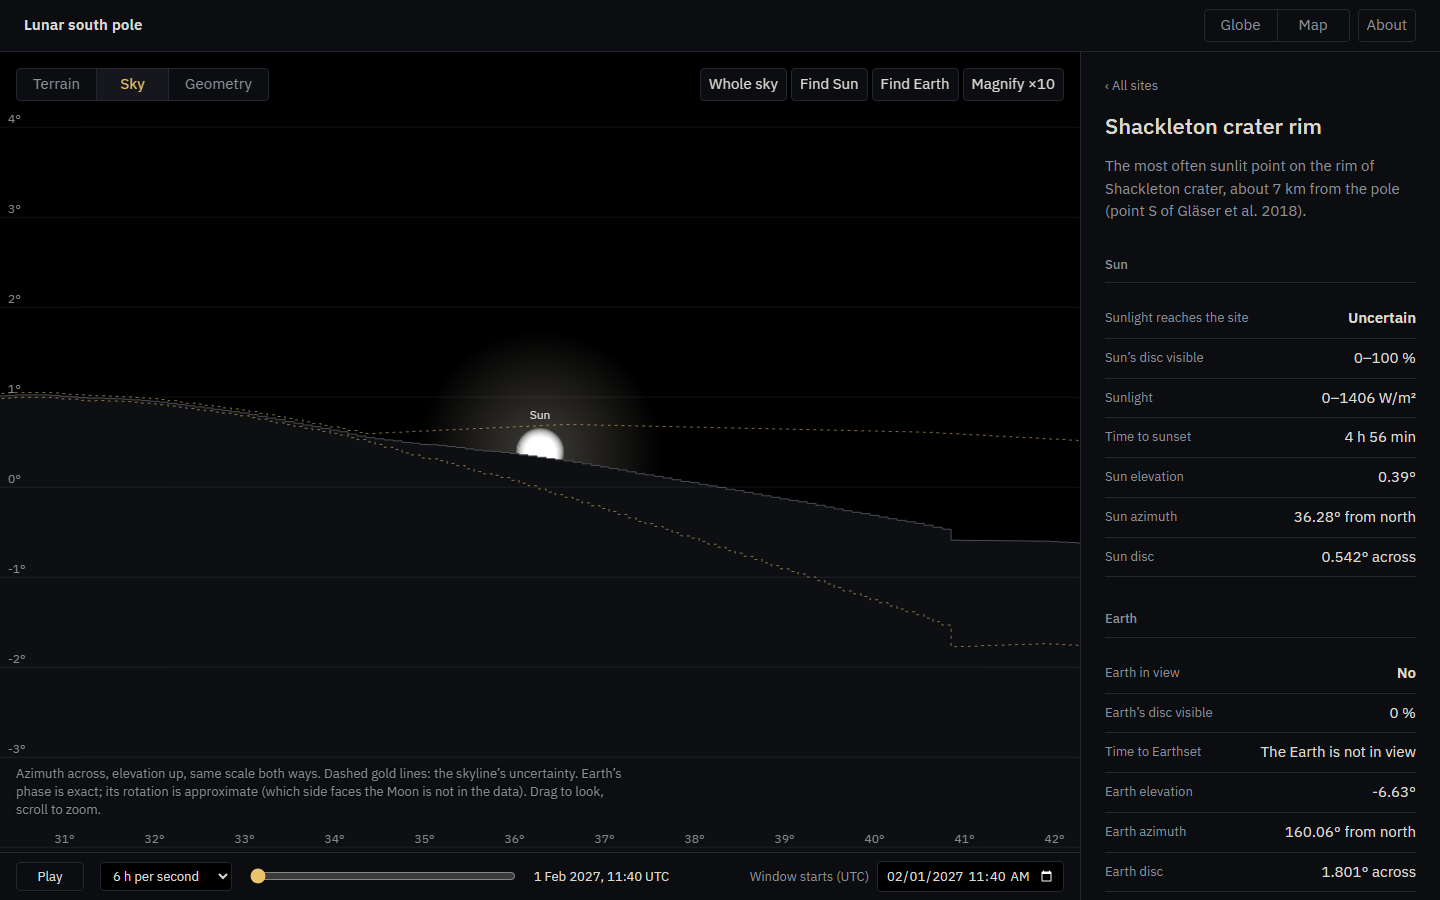 Lunar south pole
Globe
Map
About
Terrain
Sky
Geometry
Whole sky
Find Sun
Find Earth
Magnify ×10
4°
3°
2°
1°
0°
-1°
-2°
-3°
Sun
Azimuth across, elevation up, same scale both ways. Dashed gold lines: the skyline’s uncertainty. Earth’s
phase is exact; its rotation is approximate (which side faces the Moon is not in the data). Drag to look,
scroll to zoom.
31° 32° 33° 34° 35° 36° 37° 38° 39° 40° 41° 42°
Play
6 h per second
1 Feb 2027, 11:40 UTC
Window starts (UTC)
02/01/2027 11:40 AM
‹ All sites
Shackleton crater rim
The most often sunlit point on the rim of
Shackleton crater, about 7 km from the pole
(point S of Gläser et al. 2018).
Sun
Sunlight reaches the site Uncertain
Sun’s disc visible 0–100 %
Sunlight 0–1406 W/m²
Time to sunset 4 h 56 min
Sun elevation 0.39°
Sun azimuth 36.28° from north
Sun disc 0.542° across
Earth
Earth in view No
Earth’s disc visible 0 %
Time to Earthset The Earth is not in view
Earth elevation -6.63°
Earth azimuth 160.06° from north
Earth disc 1.801° across